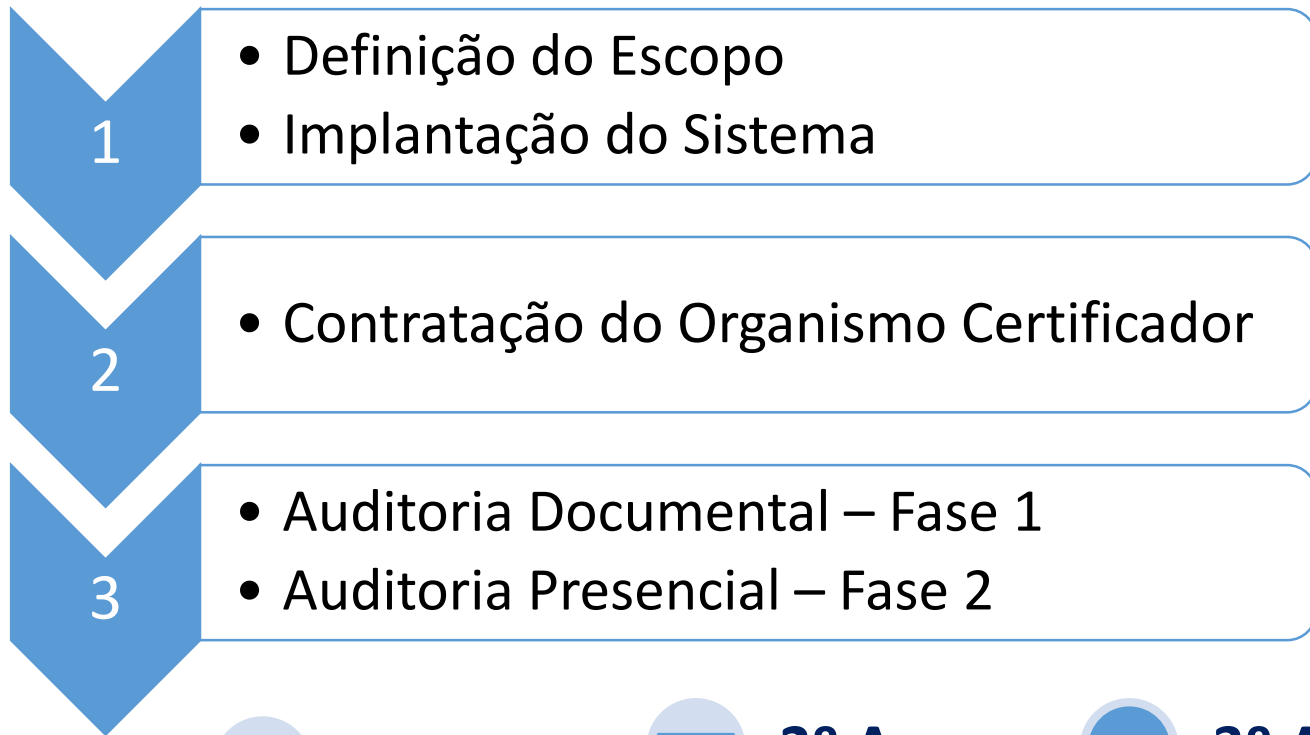 1
• Definição do Escopo
• Implantação do Sistema
2
• Contratação do Organismo Certificador
3
• Auditoria Documental – Fase 1
• Auditoria Presencial – Fase 2